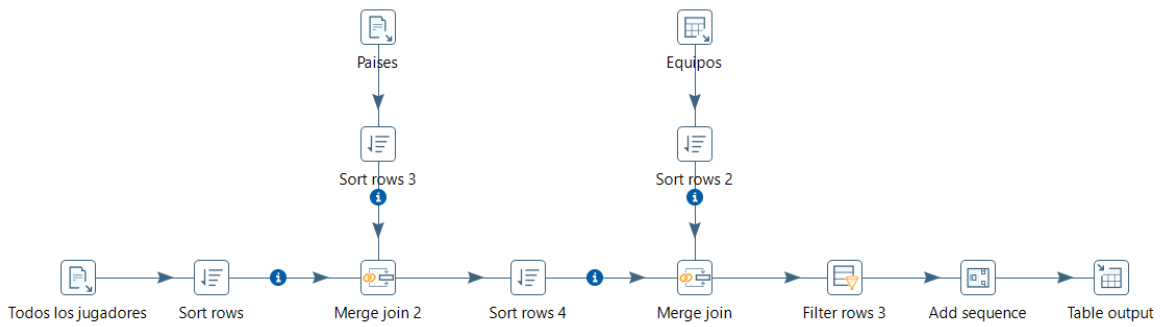 Paises
Equipos
Sort rows 3
Sort rows 2
Todos los jugadores
Sort rows
Merge join 2
Sort rows 4
Merge join
Filter rows 3
Add sequence
Table output